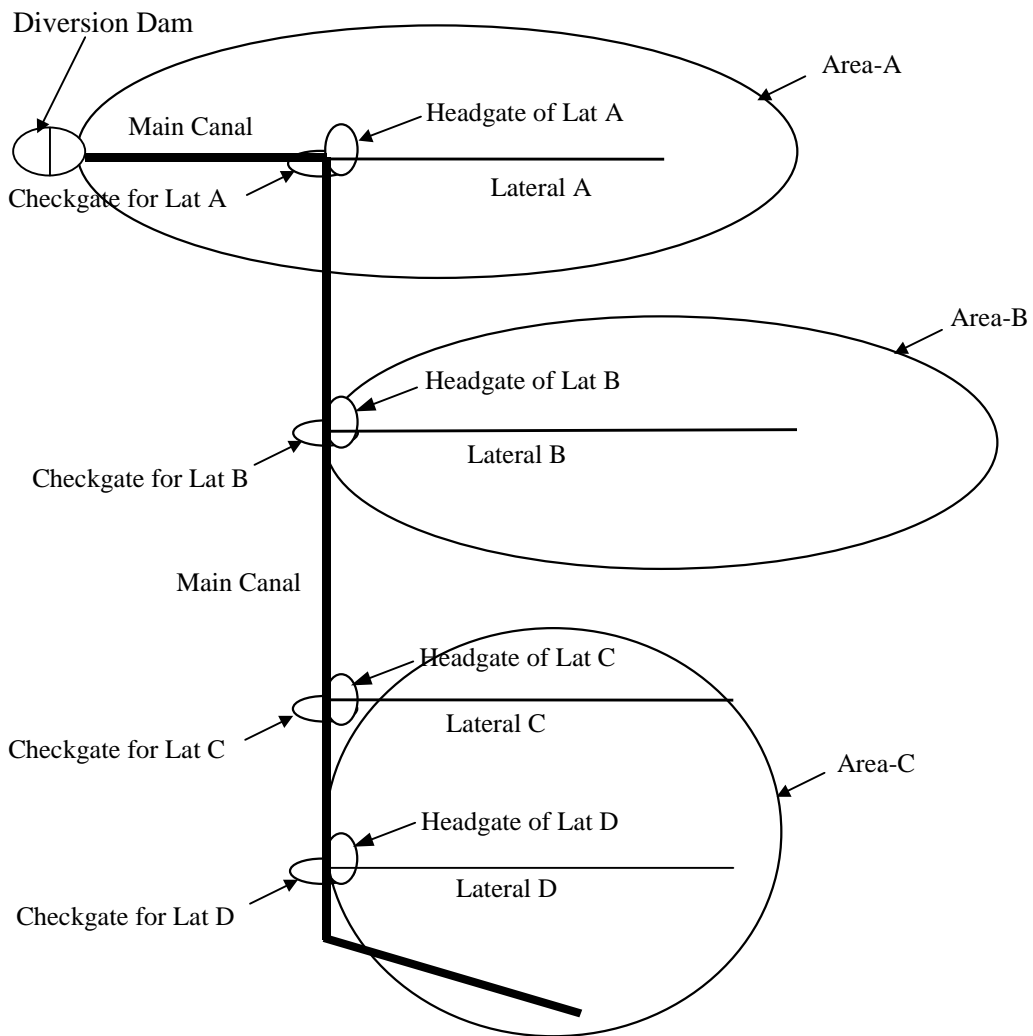 Diversion Dam
Area-A
Main Canal
Headgate of Lat A
Checkgate for Lat A
Lateral A
Area-B
Headgate of Lat B
Lateral B
Checkgate for Lat B
Main Canal
Headgate of Lat C
Lateral C
Checkgate for Lat C
Area-C
Headgate of Lat D
Lateral D
Checkgate for Lat D